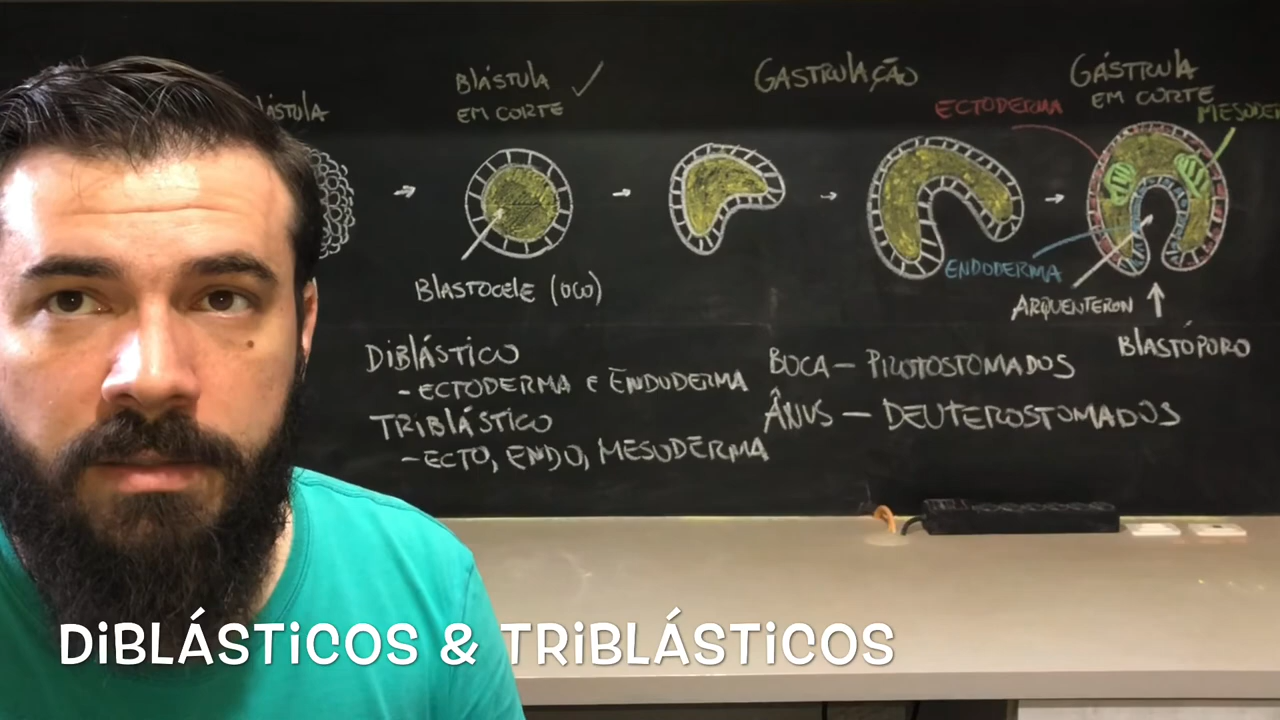 BLÁSTULA
EM CORTE
GASTRULAÇÃO
GÁSTRULA
EM CORTE
ECTODERMA
ENDODERMA
ARQUENTERON
BLASTÓPORO
BLASTOCELE (OCO)
DIBLÁSTICO
- ECTODERMA E ENDODERMA
TRIBLÁSTICO
- ECTO, ENDO, MESODERMA
BOCA — PROTOSTOMADOS
ÂNUS — DEUTEROSTOMADOS
DIBLÁSTICOS & TRIBLÁSTICOS